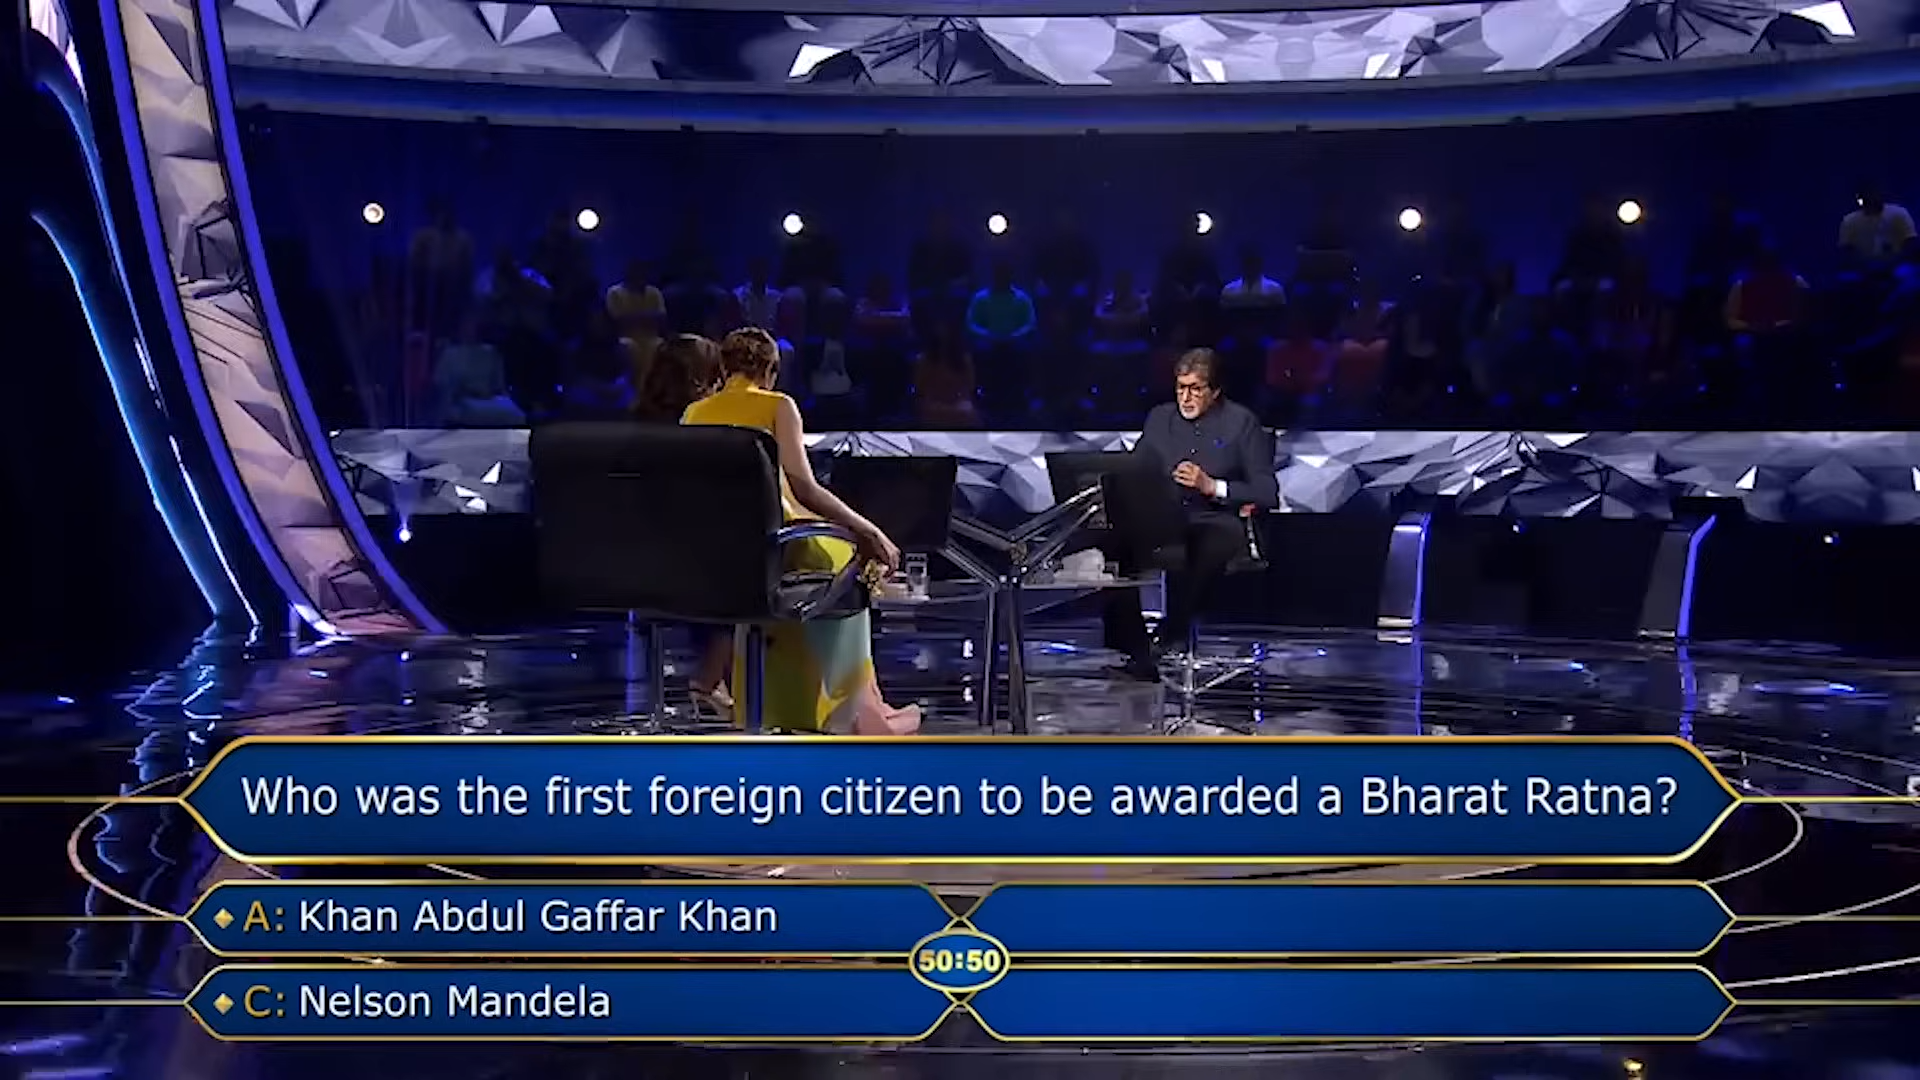 Who was the first foreign citizen to be awarded a Bharat Ratna?
A: Khan Abdul Gaffar Khan
50:50
C: Nelson Mandela